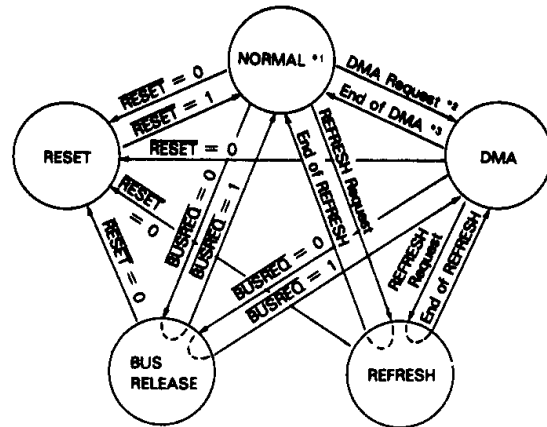 NORMAL *1
RESET = 0
RESET = 1
DMA Request *2
End of DMA *3
RESET
RESET = 0
DMA
RESET
= 0
RESET = 0
BUSREQ = 0
BUSREQ = 1
REFRESH Request
End of REFRESH
BUSREQ = 0
BUSREQ = 1
REFRESH
Request
End of REFRESH
BUS
RELEASE
REFRESH